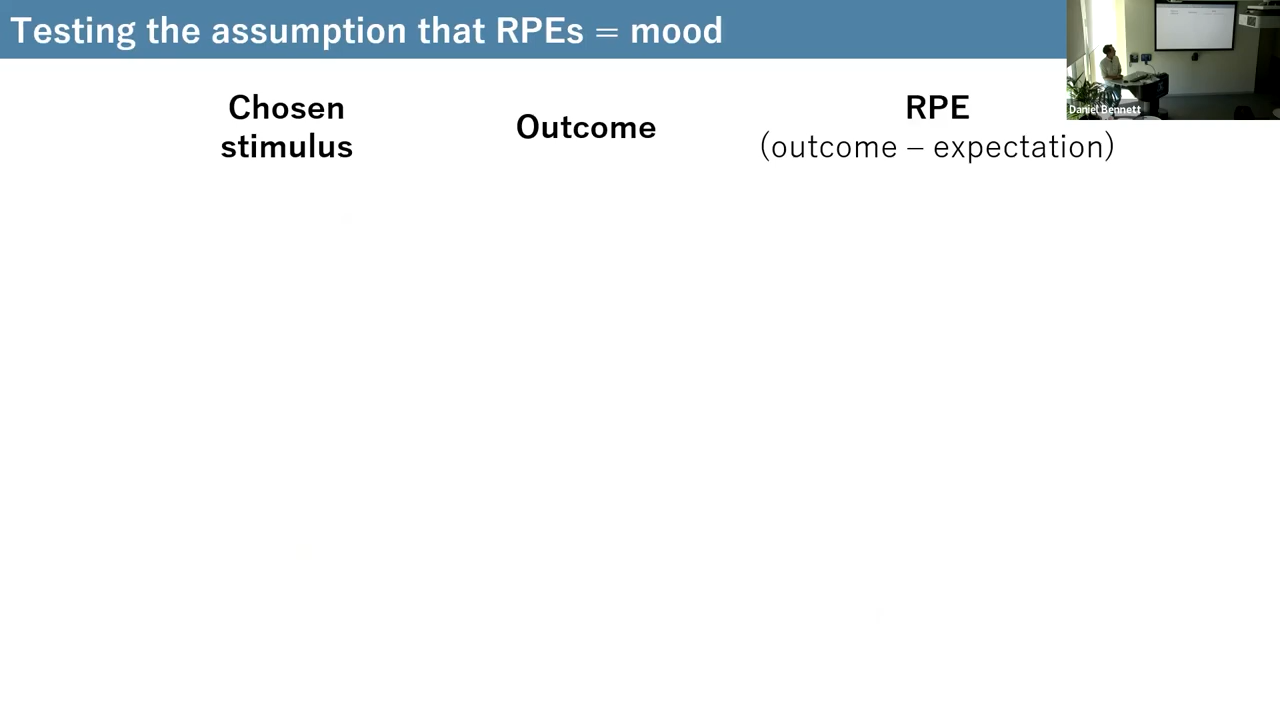 Testing the assumption that RPEs = mood
Chosen
stimulus
Outcome
RPE
(outcome – expectation)
Daniel Bennett